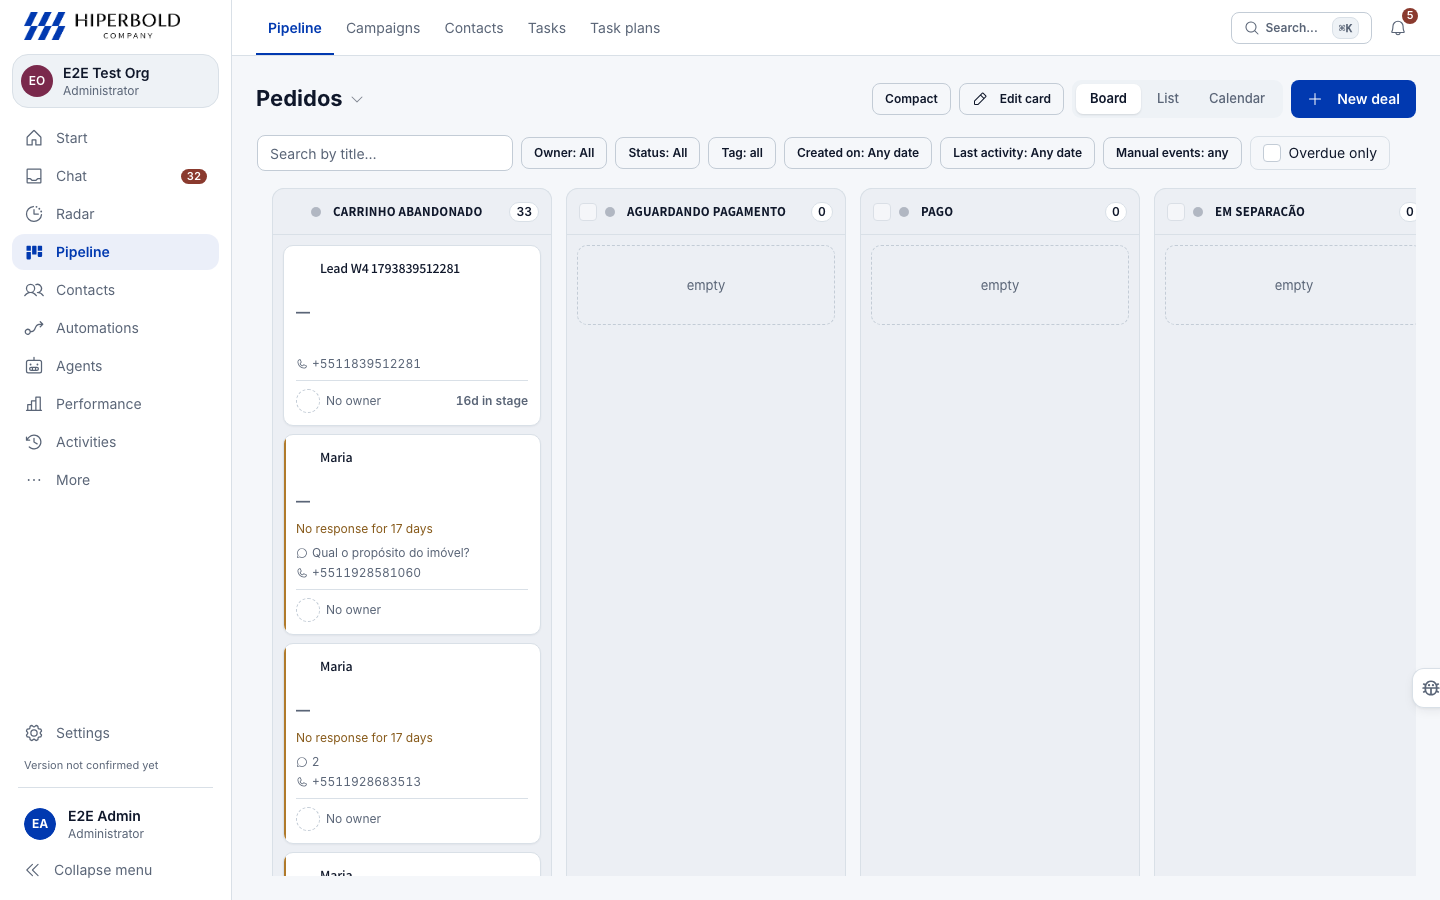 HIPERBOLD
COMPANY
EO
E2E Test Org
Administrator
Start
Chat
32
Radar
Pipeline
Contacts
Automations
Agents
Performance
Activities
More
Settings
Version not confirmed yet
EA
E2E Admin
Administrator
Collapse menu
Pipeline
Campaigns
Contacts
Tasks
Task plans
Search...
⌘K
5
Pedidos
Compact
Edit card
Board
List
Calendar
New deal
Search by title...
Owner: All
Status: All
Tag: all
Created on: Any date
Last activity: Any date
Manual events: any
Overdue only
CARRINHO ABANDONADO
33
Lead W4 1793839512281
—
+5511839512281
No owner
16d in stage
Maria
—
No response for 17 days
Qual o propósito do imóvel?
+5511928581060
No owner
Maria
—
No response for 17 days
2
+5511928683513
No owner
Maria
AGUARDANDO PAGAMENTO
0
empty
PAGO
0
empty
EM SEPARAÇÃO
0
empty